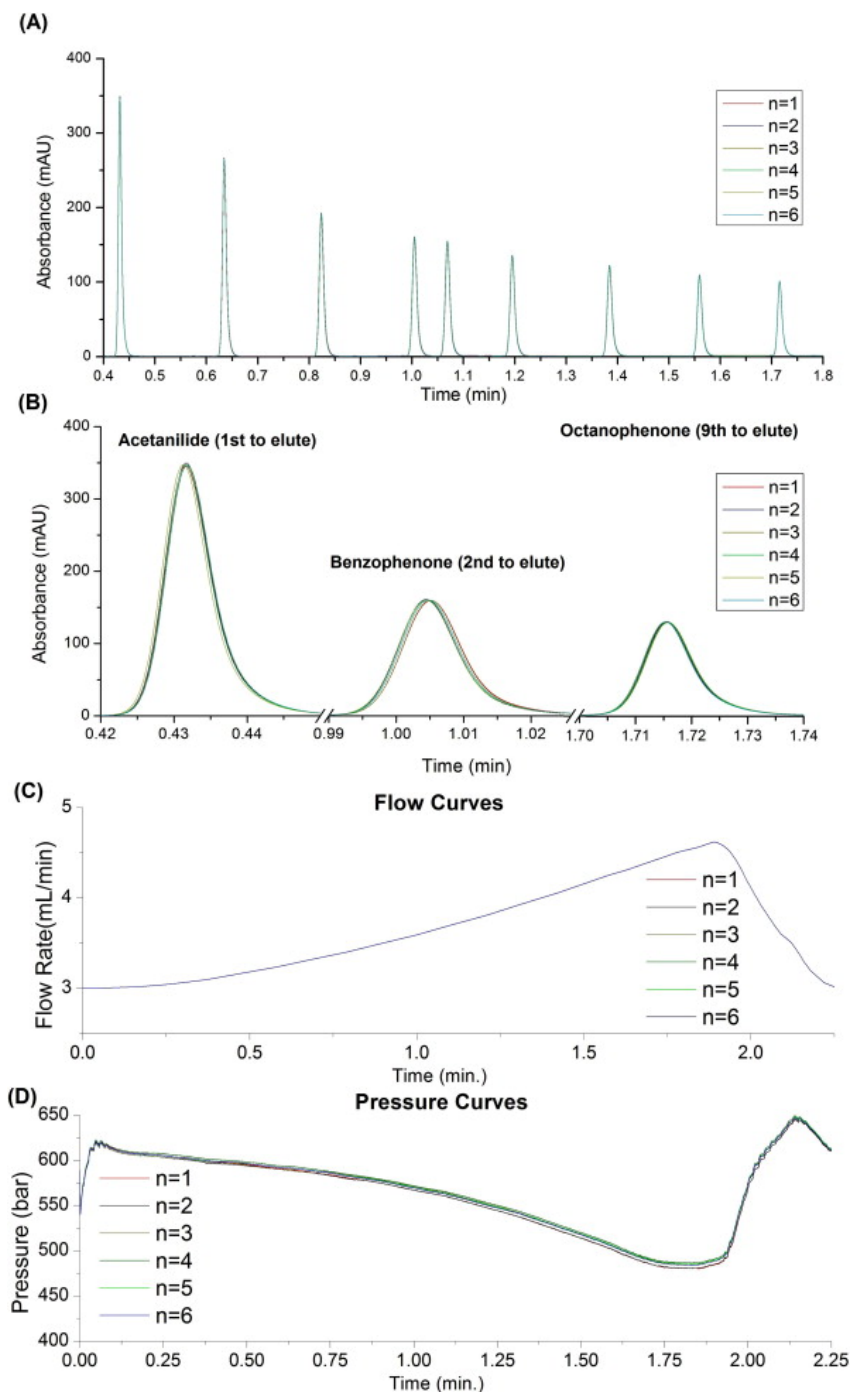 (A)
400
300
200
100
0
Absorbance (mAU)
n=1
n=2
n=3
n=4
n=5
n=6
0.4 0.5 0.6 0.7 0.8 0.9 1.0 1.1 1.2 1.3 1.4 1.5 1.6 1.7 1.8
Time (min)
(B)
400
300
200
100
0
Absorbance (mAU)
Acetanilide (1st to elute)
Octanophenone (9th to elute)
Benzophenone (2nd to elute)
n=1
n=2
n=3
n=4
n=5
n=6
0.42 0.43 0.44 0.99 1.00 1.01 1.02 1.70 1.71 1.72 1.73 1.74
Time (min)
(C)
Flow Curves
5
4
3
Flow Rate(mL/min)
n=1
n=2
n=3
n=4
n=5
n=6
0.0 0.5 1.0 1.5 2.0
Time (min.)
(D)
Pressure Curves
650
600
550
500
450
400
Pressure (bar)
n=1
n=2
n=3
n=4
n=5
n=6
0.00 0.25 0.50 0.75 1.00 1.25 1.50 1.75 2.00 2.25
Time (min.)